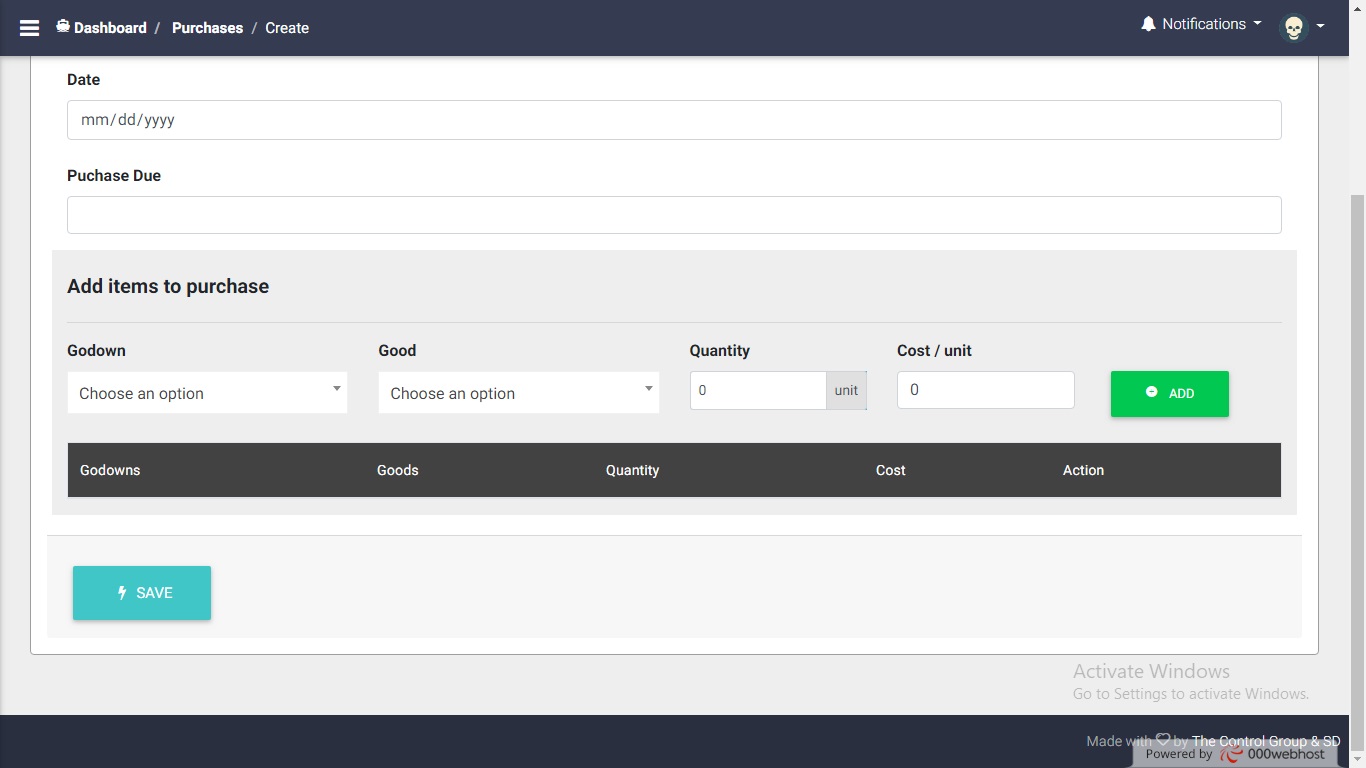 Dashboard / Purchases / Create Notifications
Date
mm/dd/yyyy
Puchase Due
Add items to purchase
Godown Good Quantity Cost / unit
Choose an option Choose an option 0 unit 0 ADD
Godowns Goods Quantity Cost Action
SAVE
Activate Windows
Go to Settings to activate Windows.
Made with by The Control Group & SD
Powered by 000webhost